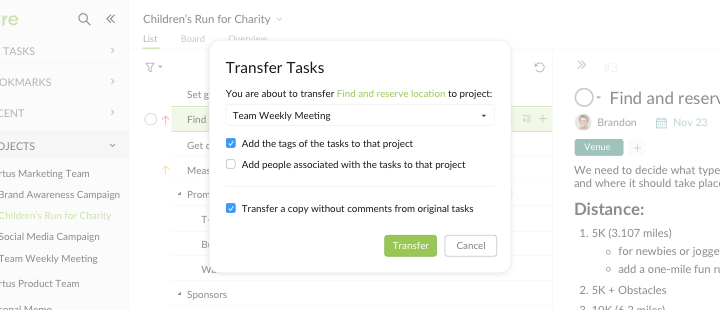 re
Children's Run for Charity
List Board Overview
TASKS
OKMARKS
CENT
OJECTS
rtus Marketing Team
Brand Awareness Campaign
Children's Run for Charity
Social Media Campaign
Team Weekly Meeting
rtus Product Team
Set g
Find
Get c
Meas
Prom
T
B
W
Sponsors
Transfer Tasks
You are about to transfer Find and reserve location to project:
Team Weekly Meeting
Add the tags of the tasks to that project
Add people associated with the tasks to that project
Transfer a copy without comments from original tasks
Transfer Cancel
#3
Find and reserv
Brandon Nov 23
Venue
We need to decide what type
and where it should take place
Distance:
1. 5K (3.107 miles)
for newbies or jogge
add a one-mile fun ru
2. 5K + Obstacles
3. 10K (6.2 miles)